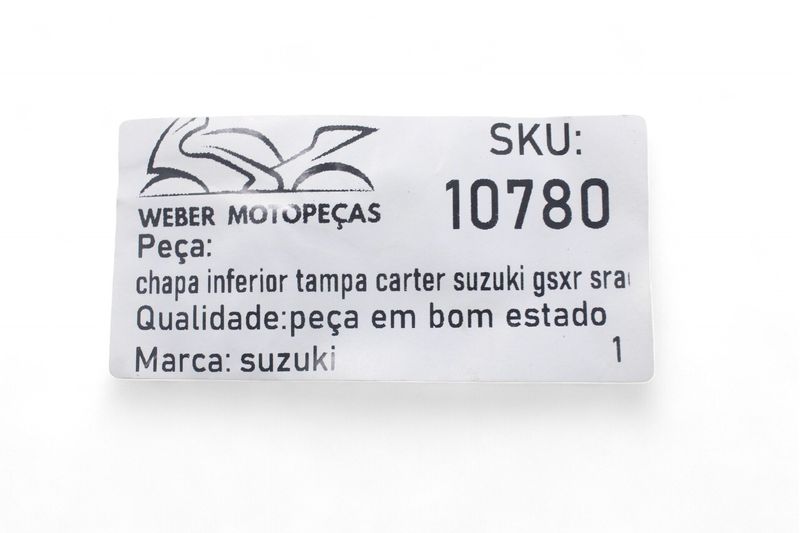 SKU:
10780
WEBER MOTOPEÇAS
Peça:
chapa inferior tampa carter suzuki gsxr srad
Qualidade:peça em bom estado
Marca: suzuki
1